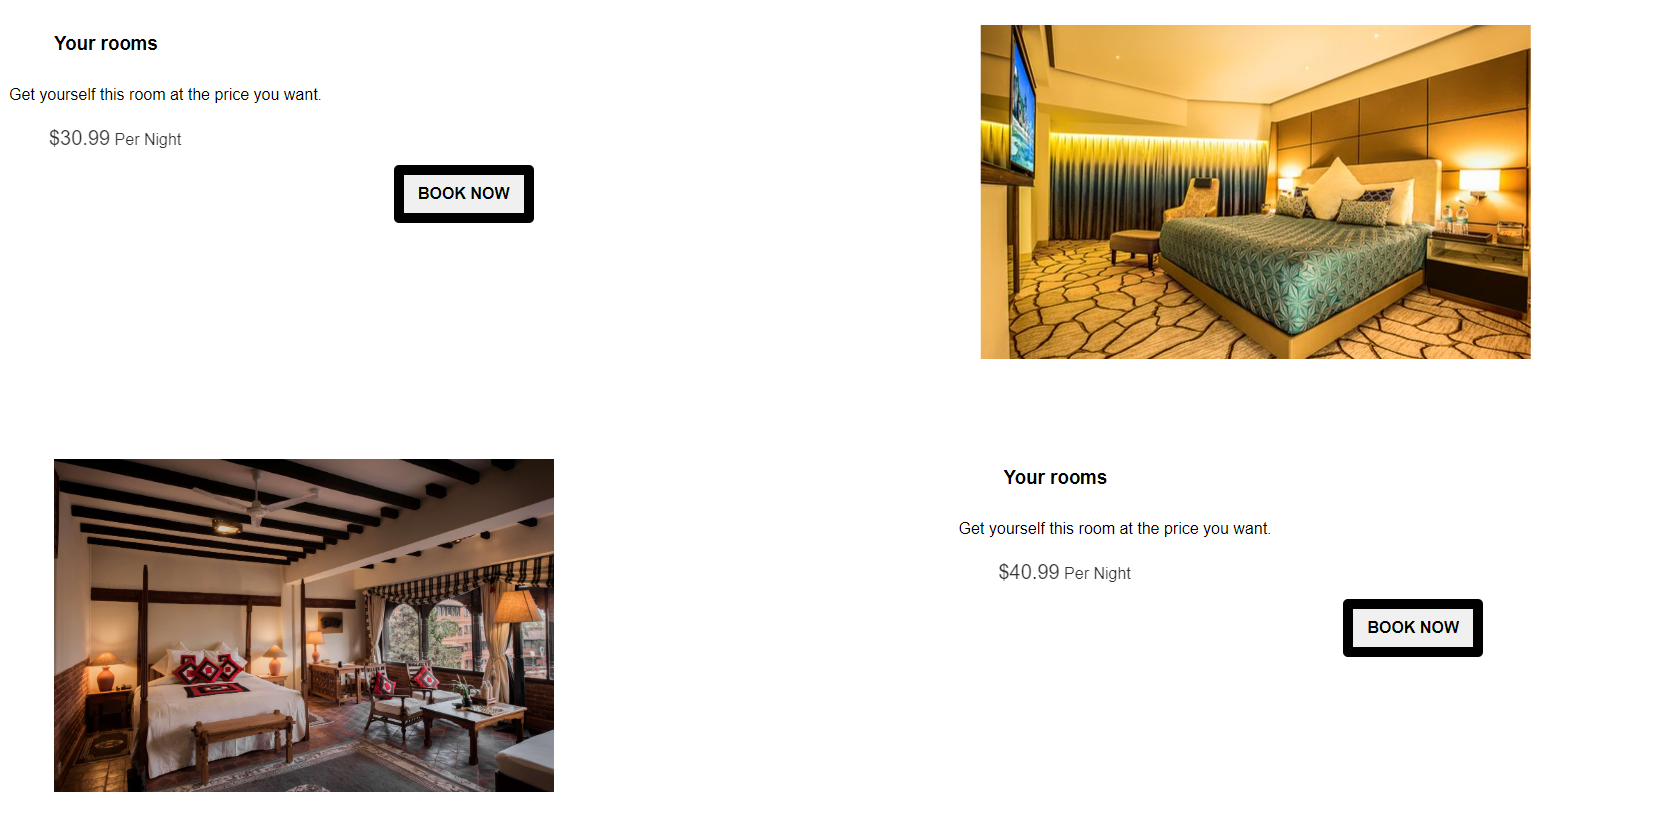 Your rooms
Get yourself this room at the price you want.
$30.99 Per Night
BOOK NOW
Your rooms
Get yourself this room at the price you want.
$40.99 Per Night
BOOK NOW